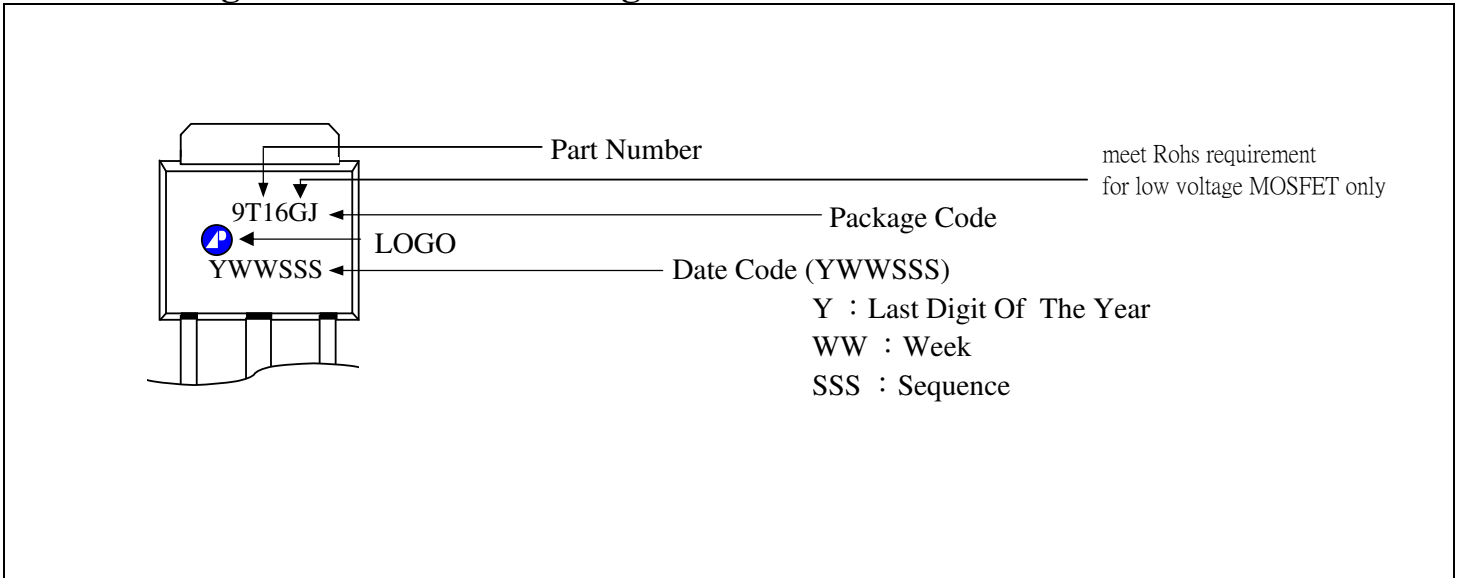 Part Number
meet Rohs requirement
for low voltage MOSFET only
9T16GJ
Package Code
LOGO
YWWSSS
Date Code (YWWSSS)
Y ：Last Digit Of The Year
WW ：Week
SSS ：Sequence